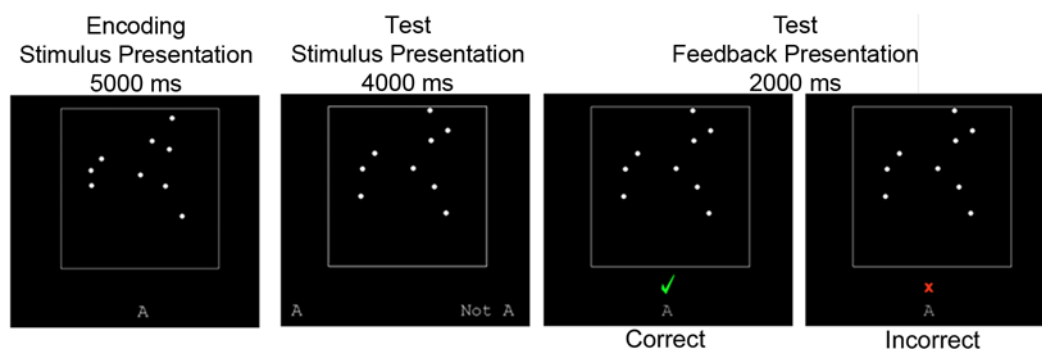 Encoding
Stimulus Presentation
5000 ms
Test
Stimulus Presentation
4000 ms
Test
Feedback Presentation
2000 ms
A
A Not A
A
A
Correct
Incorrect